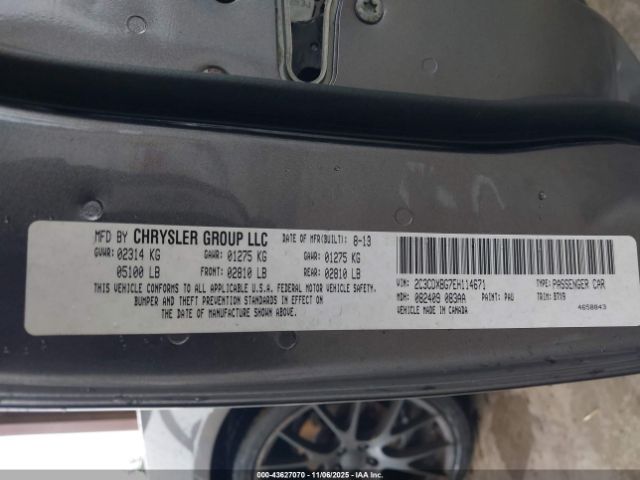 MFD BY CHRYSLER GROUP LLC DATE OF MFR(BUILT): 8-13
GVWR: 02314 KG GAWR: 01275 KG GAWR: 01275 KG
05100 LB FRONT: 02810 LB REAR: 02810 LB
THIS VEHICLE CONFORMS TO ALL APPLICABLE U.S.A. FEDERAL MOTOR VEHICLE SAFETY,
BUMPER AND THEFT PREVENTION STANDARDS IN EFFECT ON
THE DATE OF MANUFACTURE SHOWN ABOVE.
VIN: 2C3CDXBG7EH114671 TYPE: PASSENGER CAR
MDH: 082409 083AA PAINT: PAU TRIM: BTX9
VEHICLE MADE IN CANADA 4658843
000-43627070 - 11/06/2025 - IAA Inc.